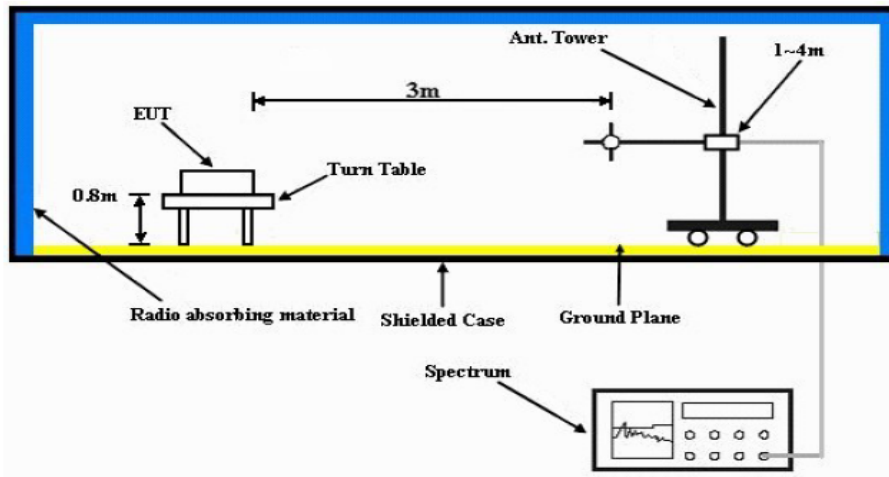 Ant. Tower
1~4m
3m
EUT
Turn Table
0.8m
Radio absorbing material
Shielded Case
Ground Plane
Spectrum